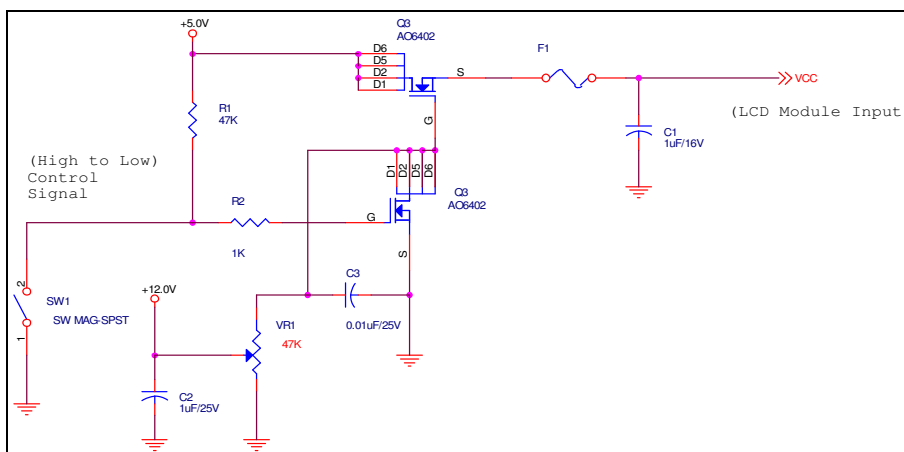 +5.0V
Q3
AO6402
D6
D5
D2
D1
S
G
F1
VCC
(LCD Module Input
C1
1uF/16V
R1
47K
(High to Low)
Control
Signal
D1
D2
D5
D6
Q3
AO6402
G
S
R2
1K
2
SW1
SW MAG-SPST
1
+12.0V
C3
0.01uF/25V
VR1
47K
C2
1uF/25V